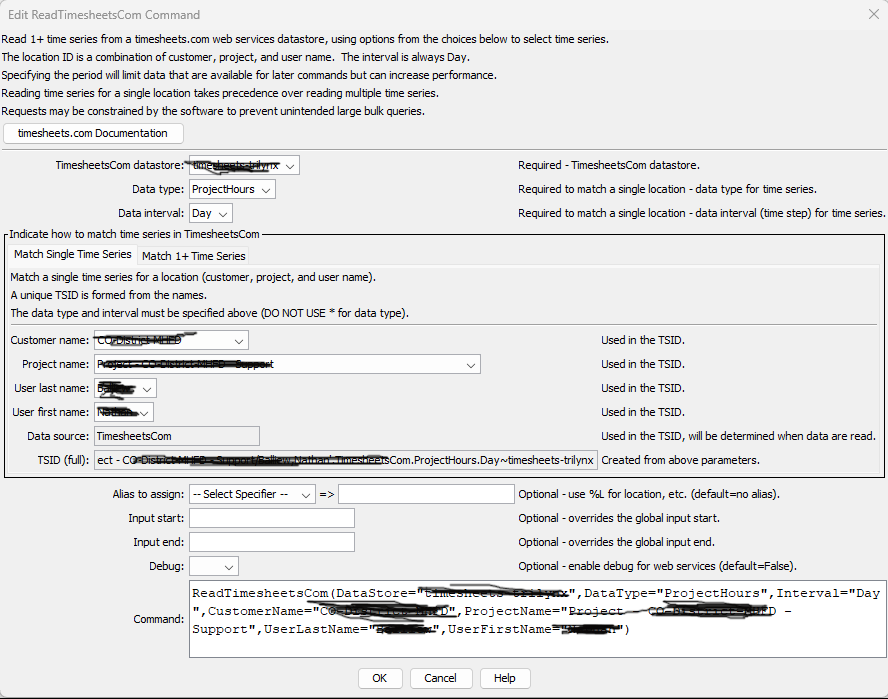 Edit ReadTimesheetsCom Command
Read 1+ time series from a timesheets.com web services datastore, using options from the choices below to select time series.
The location ID is a combination of customer, project, and user name. The interval is always Day.
Specifying the period will limit data that are available for later commands but can increase performance.
Reading time series for a single location takes precedence over reading multiple time series.
Requests may be constrained by the software to prevent unintended large bulk queries.
timesheets.com Documentation
TimesheetsCom datastore: Required - TimesheetsCom datastore.
Data type: ProjectHours Required to match a single location - data type for time series.
Data interval: Day Required to match a single location - data interval (time step) for time series.
Indicate how to match time series in TimesheetsCom
Match Single Time Series Match 1+ Time Series
Match a single time series for a location (customer, project, and user name).
A unique TSID is formed from the names.
The data type and interval must be specified above (DO NOT USE * for data type).
Customer name: Used in the TSID.
Project name: Used in the TSID.
User last name: Used in the TSID.
User first name: Used in the TSID.
Data source: TimesheetsCom Used in the TSID, will be determined when data are read.
TSID (full): ect - .ProjectHours.Day~timesheets-trilynx Created from above parameters.
Alias to assign: -- Select Specifier -- => Optional - use %L for location, etc. (default=no alias).
Input start: Optional - overrides the global input start.
Input end: Optional - overrides the global input end.
Debug: Optional - enable debug for web services (default=False).
ReadTimesheetsCom(DataStore="",DataType="ProjectHours",Interval="Day
Command: ",CustomerName="",ProjectName=" -
Support",UserLastName="",UserFirstName="")
OK Cancel Help